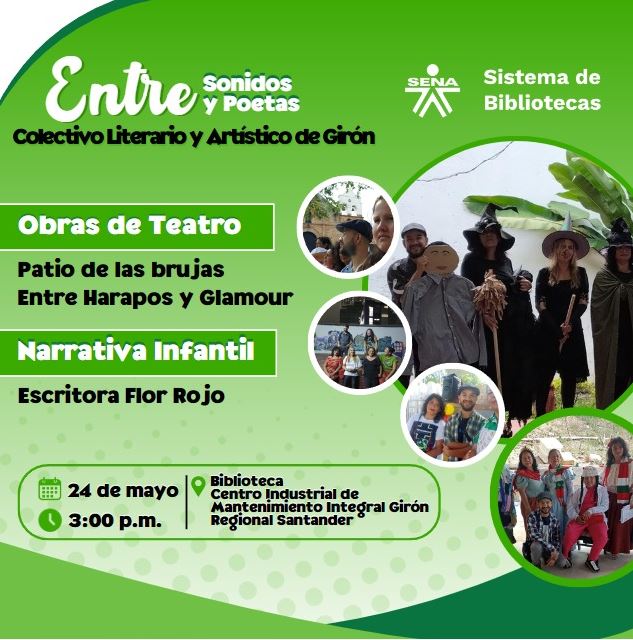 Entre Sonidos
y Poetas
Colectivo Literario y Artístico de Girón
SENA
Sistema de
Bibliotecas
Obras de Teatro
Patio de las brujas
Entre Harapos y Glamour
Narrativa Infantil
Escritora Flor Rojo
24 de mayo
3:00 p.m.
Biblioteca
Centro Industrial de
Mantenimiento Integral Girón
Regional Santander